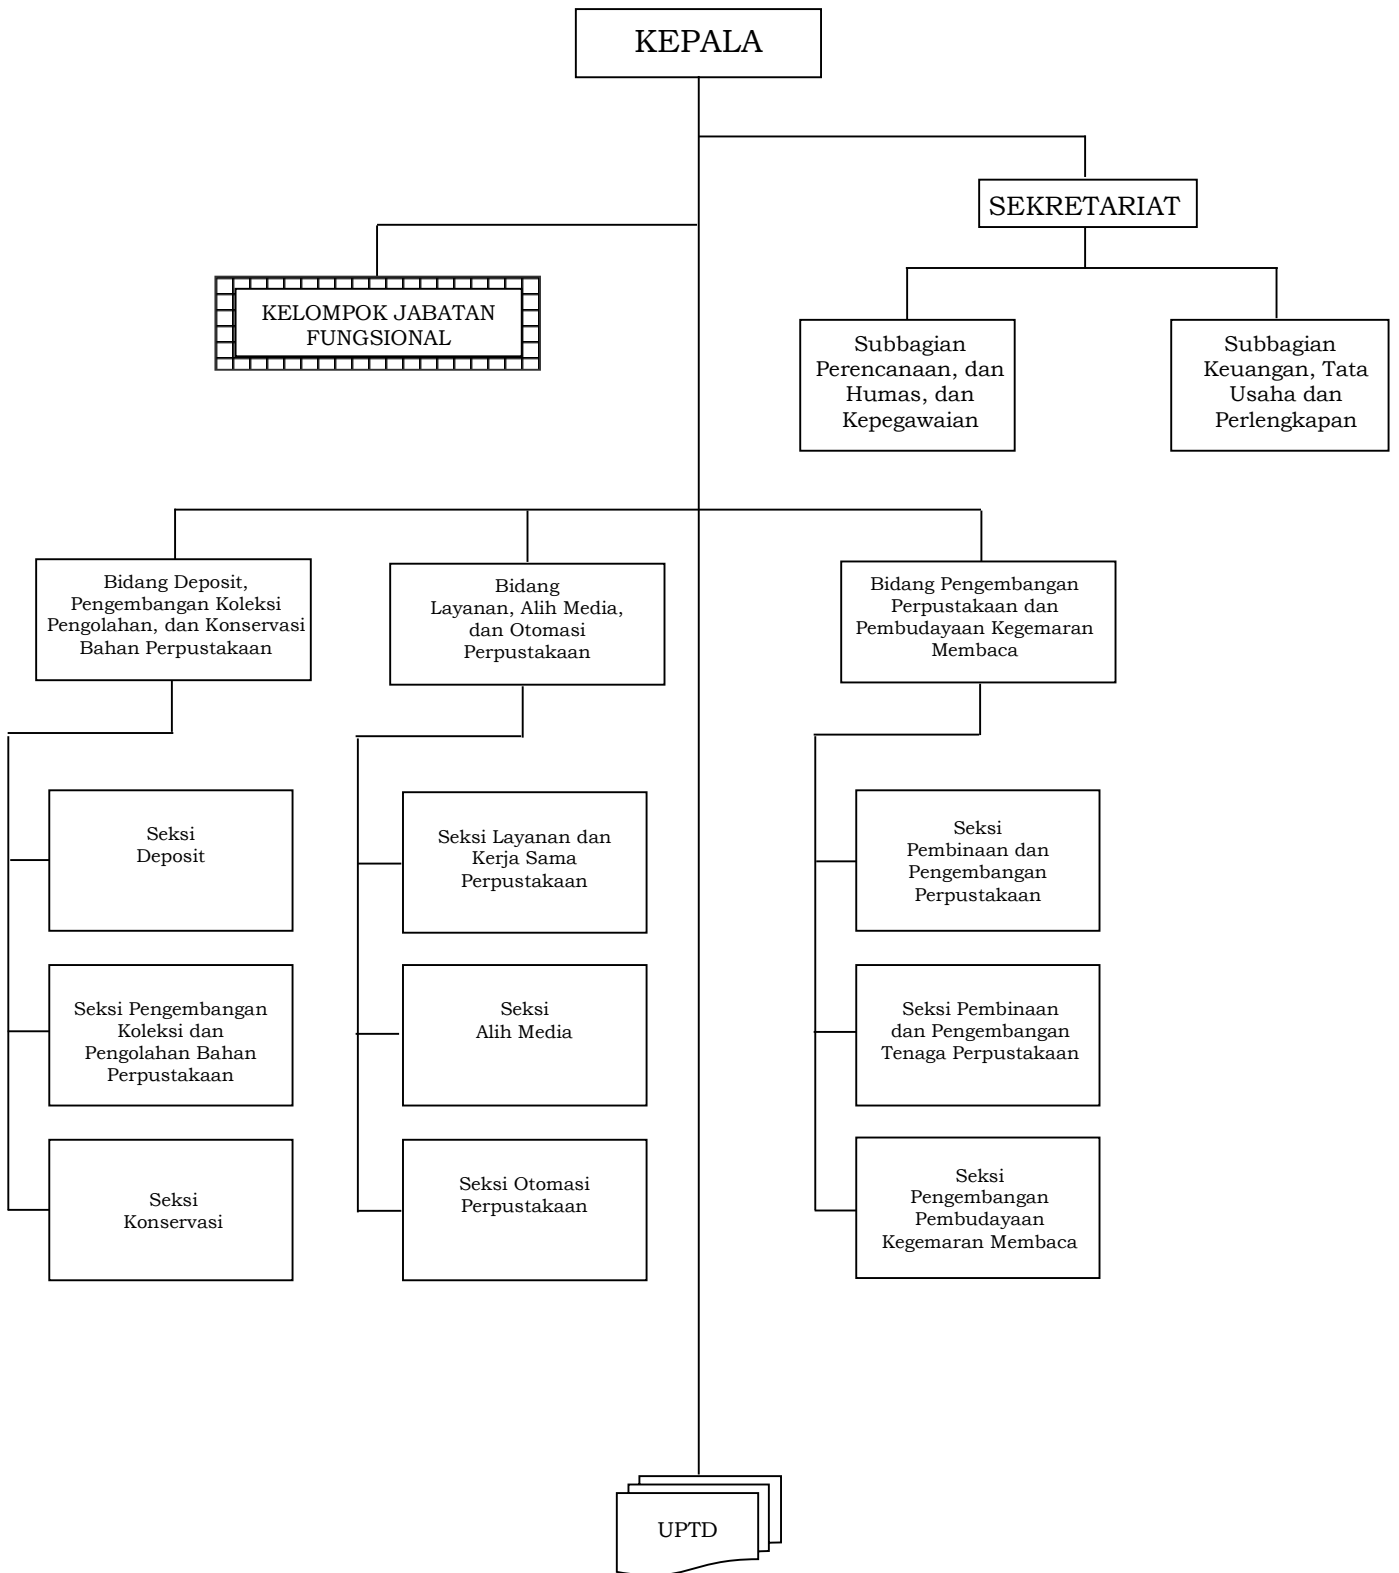 KEPALA
SEKRETARIAT
KELOMPOK JABATAN
FUNGSIONAL
Subbagian
Perencanaan, dan
Humas, dan
Kepegawaian
Subbagian
Keuangan, Tata
Usaha dan
Perlengkapan
Bidang Deposit,
Pengembangan Koleksi
Pengolahan, dan Konservasi
Bahan Perpustakaan
Bidang
Layanan, Alih Media,
dan Otomasi
Perpustakaan
Bidang Pengembangan
Perpustakaan dan
Pembudayaan Kegemaran
Membaca
Seksi
Deposit
Seksi Layanan dan
Kerja Sama
Perpustakaan
Seksi
Pembinaan dan
Pengembangan
Perpustakaan
Seksi Pengembangan
Koleksi dan
Pengolahan Bahan
Perpustakaan
Seksi
Alih Media
Seksi Pembinaan
dan Pengembangan
Tenaga Perpustakaan
Seksi
Konservasi
Seksi Otomasi
Perpustakaan
Seksi
Pengembangan
Pembudayaan
Kegemaran Membaca
UPTD